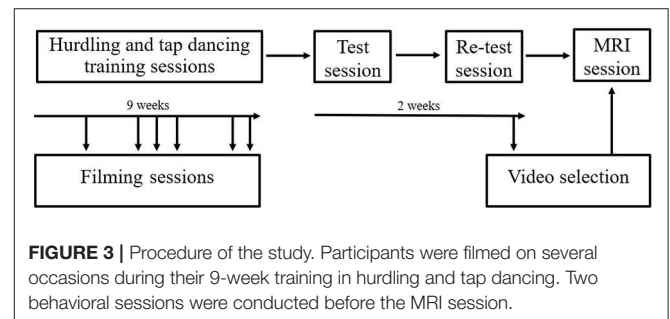 Hurdling and tap dancing
training sessions
Test
session
Re-test
session
MRI
session
9 weeks
2 weeks
Filming sessions
Video selection
FIGURE 3 | Procedure of the study. Participants were filmed on several
occasions during their 9-week training in hurdling and tap dancing. Two
behavioral sessions were conducted before the MRI session.